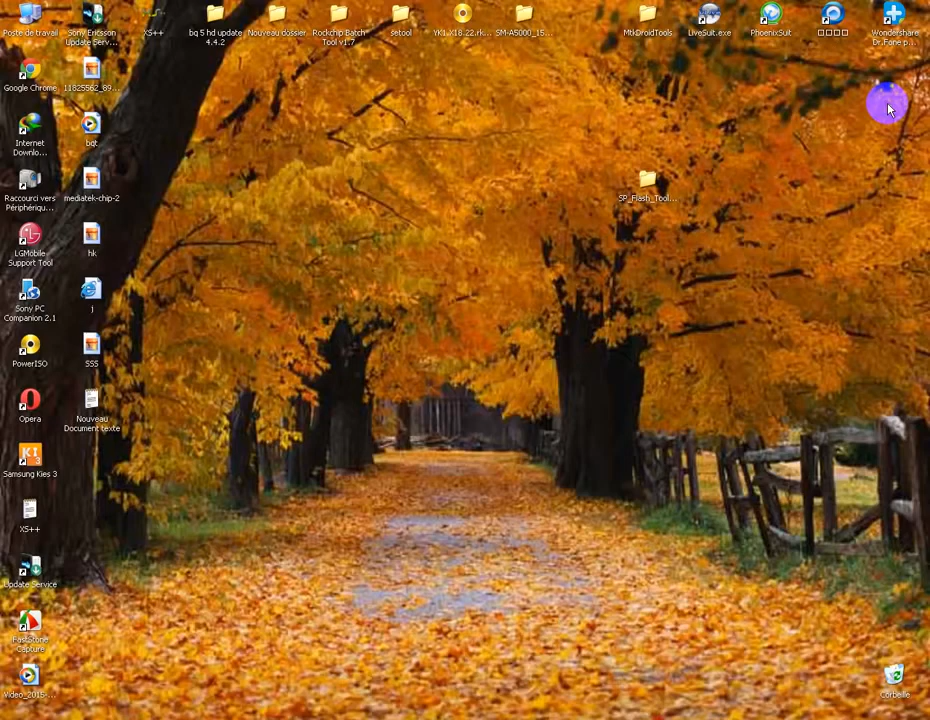 Poste de travail
Sony Ericsson
Update Serv...
XS++
bq 5 hd update
4.4.2
Nouveau dossier
Rockchip Batch
Tool v1.7
setool
YK1.X18.22.rk...
SM-A5000_15...
MtkDroidTools
LiveSuit.exe
PhoenixSuit
□□□□
Wondershare
Dr.Fone p...
Google Chrome
11825562_89...
Internet
Downlo...
bqt
Raccourci vers
Périphériqu...
mediatek-chip-2
SP_Flash_Tool...
LGMobile
Support Tool
hk
Sony PC
Companion 2.1
j
PowerISO
SSS
Opera
Nouveau
Document texte
Samsung Kies 3
XS++
Update Service
FastStone
Capture
Video_2015-...
Corbeille